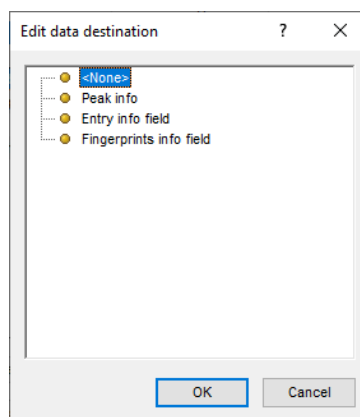 Edit data destination
?
<None>
Peak info
Entry info field
Fingerprints info field
OK
Cancel